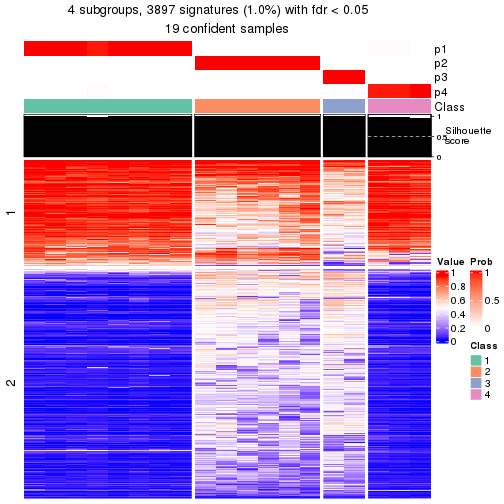 4 subgroups, 3897 signatures (1.0%) with fdr < 0.05
19 confident samples
p1
p2
p3
p4
Class
1
0.5
0
Silhouette
score
1
2
Value
1
0.8
0.6
0.4
0.2
0
Prob
1
0.5
0
Class
1
2
3
4